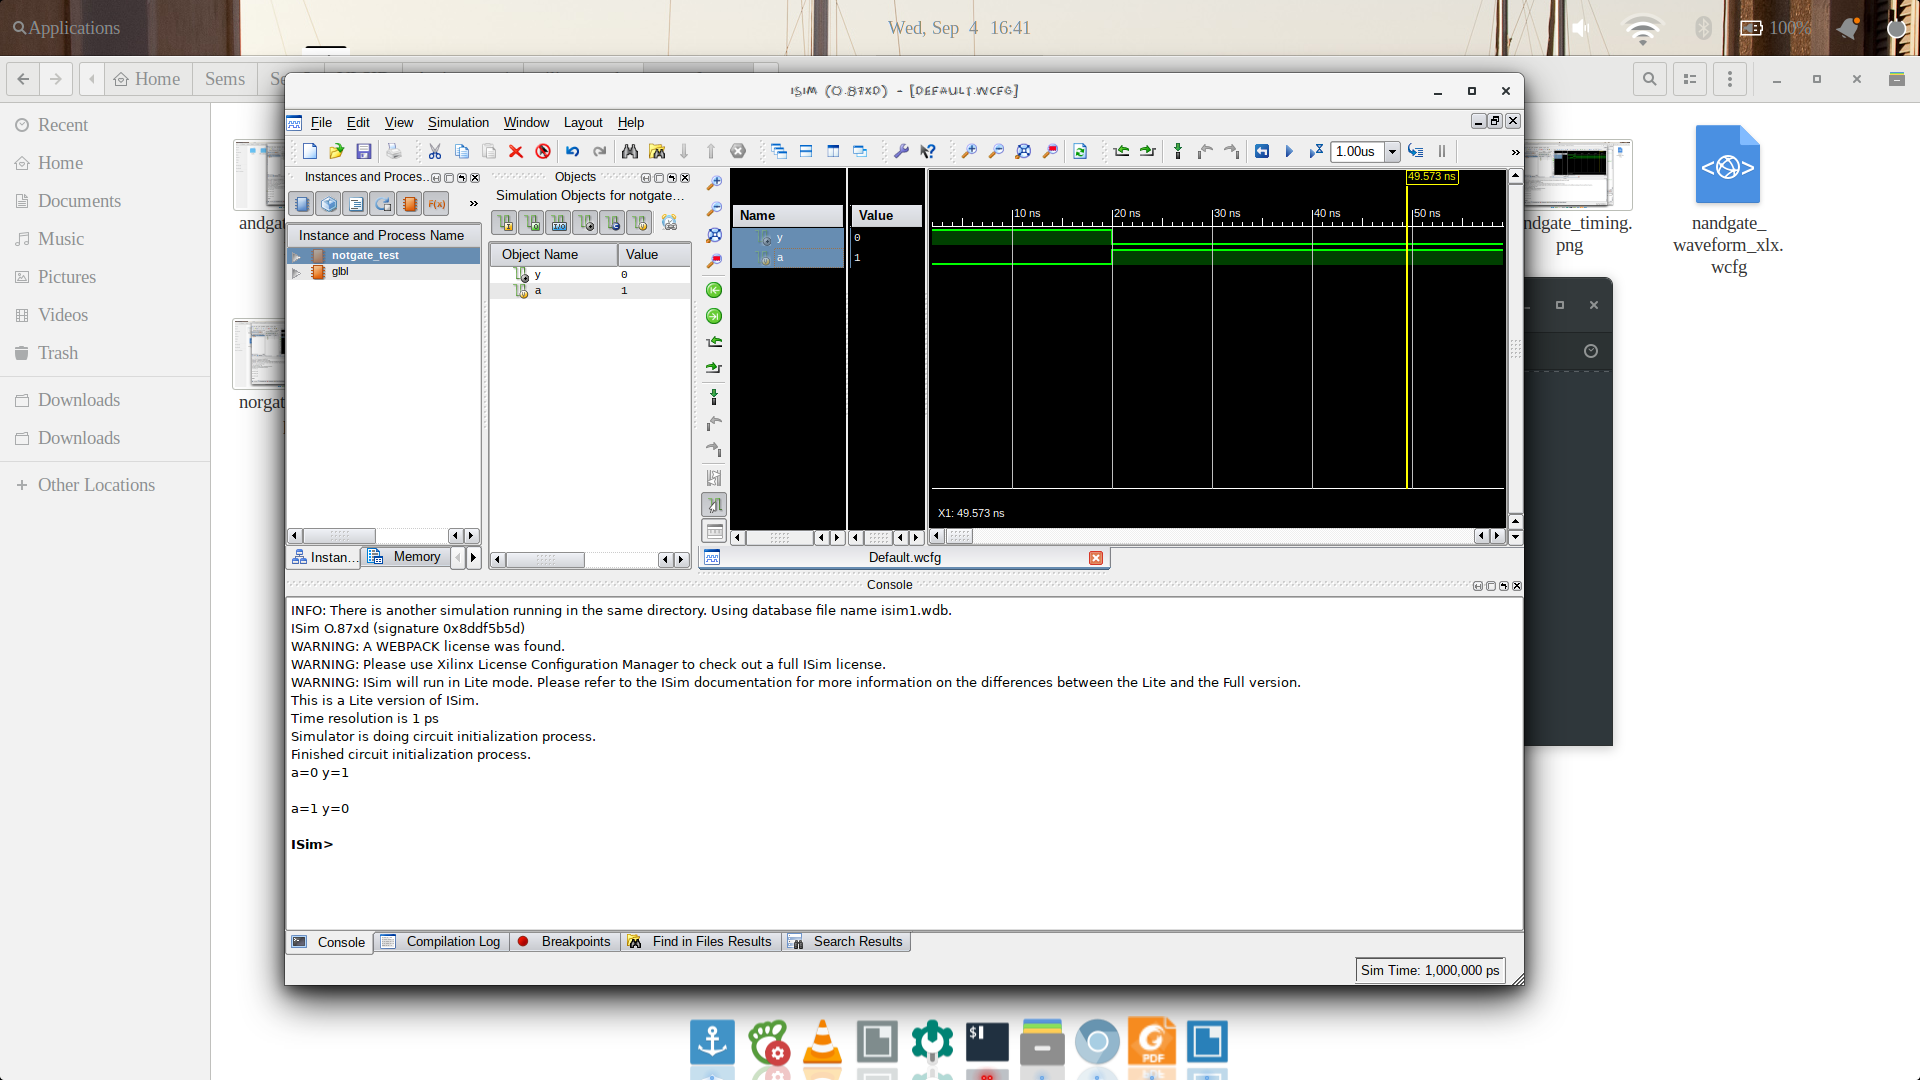 Applications
Wed, Sep 4 16:41
100%
Home
Sems
ISIM (O.87XD) - [DEFAULT.WCFG]
Recent
Home
Documents
Music
Pictures
Videos
Trash
Downloads
Downloads
Other Locations
File Edit View Simulation Window Layout Help
1.00us
Instances and Proces..
Objects
Simulation Objects for notgate...
F(x)
Instance and Process Name
notgate_test
glbl
Object Name Value
y 0
a 1
Name Value
y 0
a 1
49.573 ns
10 ns 20 ns 30 ns 40 ns 50 ns
X1: 49.573 ns
Instan... Memory
Default.wcfg
Console
INFO: There is another simulation running in the same directory. Using database file name isim1.wdb.
ISim O.87xd (signature 0x8ddf5b5d)
WARNING: A WEBPACK license was found.
WARNING: Please use Xilinx License Configuration Manager to check out a full ISim license.
WARNING: ISim will run in Lite mode. Please refer to the ISim documentation for more information on the differences between the Lite and the Full version.
This is a Lite version of ISim.
Time resolution is 1 ps
Simulator is doing circuit initialization process.
Finished circuit initialization process.
a=0 y=1
a=1 y=0
ISim>
Console Compilation Log Breakpoints Find in Files Results Search Results
Sim Time: 1,000,000 ps
andga
norgat
ndgate_timing.
png
nandgate_
waveform_xlx.
wcfg
$
PDF